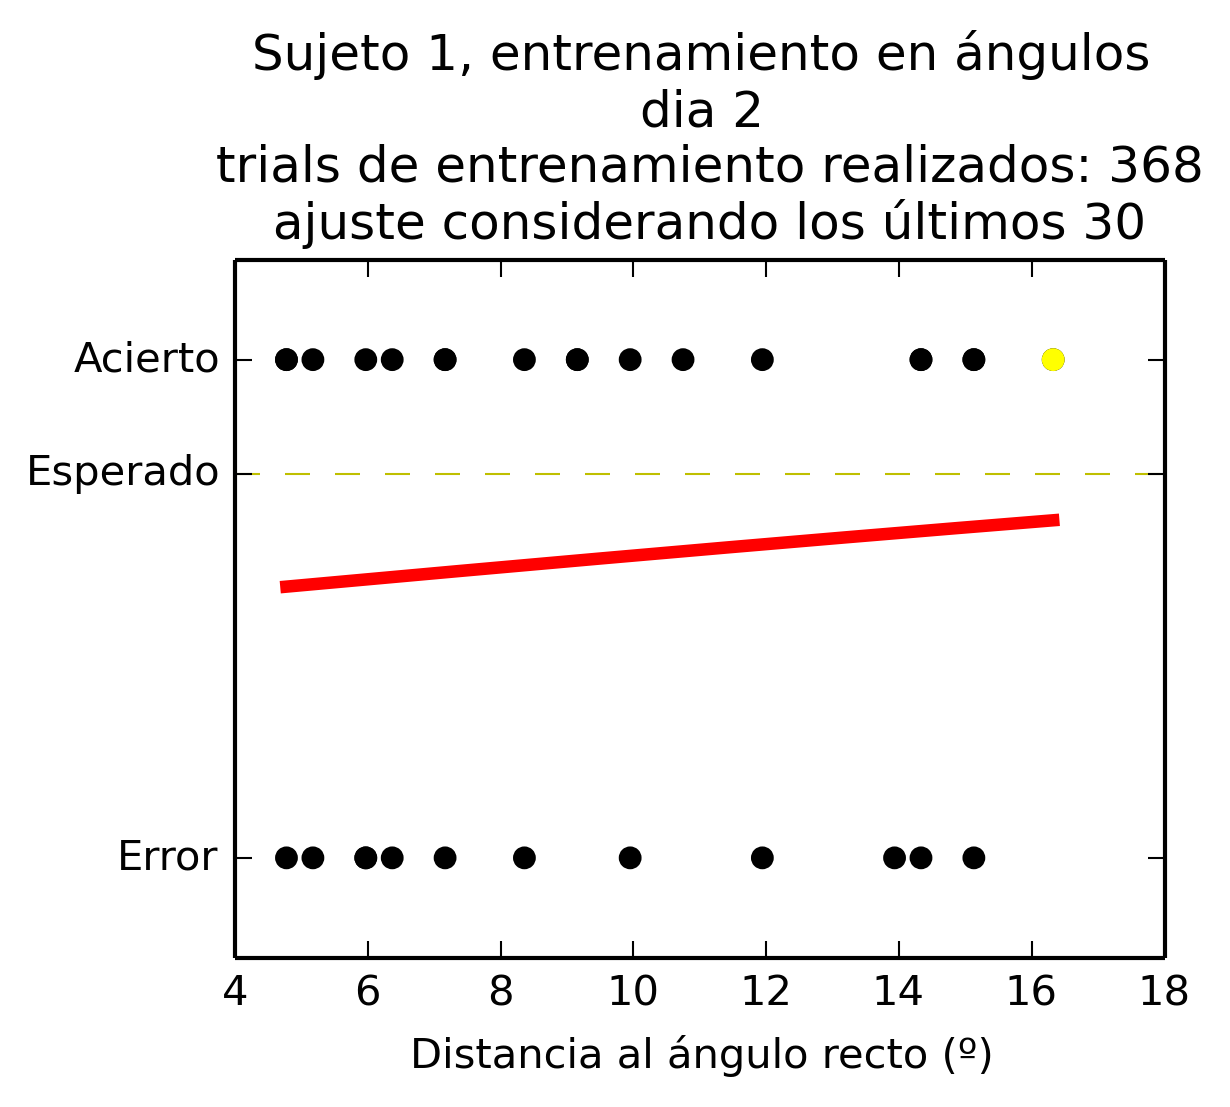 Sujeto 1, entrenamiento en ángulos
dia 2
trials de entrenamiento realizados: 368
ajuste considerando los últimos 30
Acierto
Esperado
Error
4 6 8 10 12 14 16 18
Distancia al ángulo recto (º)